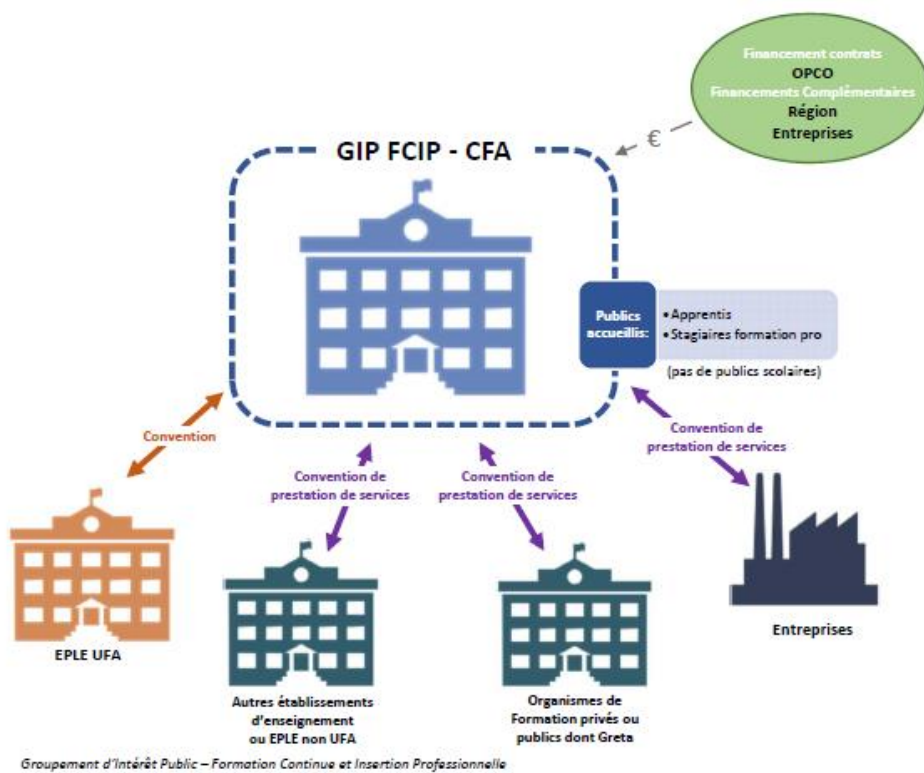 Financement contrats
OPCO
Financements Complémentaires
Région
Entreprises
€
GIP FCIP - CFA
Publics
accueillis:
• Apprentis
• Stagiaires formation pro
(pas de publics scolaires)
Convention
Convention de
prestation de services
Convention de
prestation de services
Convention de
prestation de services
EPLE UFA
Autres établissements
d'enseignement
ou EPLE non UFA
Organismes de
Formation privés ou
publics dont Greta
Entreprises
Groupement d'Intérêt Public – Formation Continue et Insertion Professionnelle